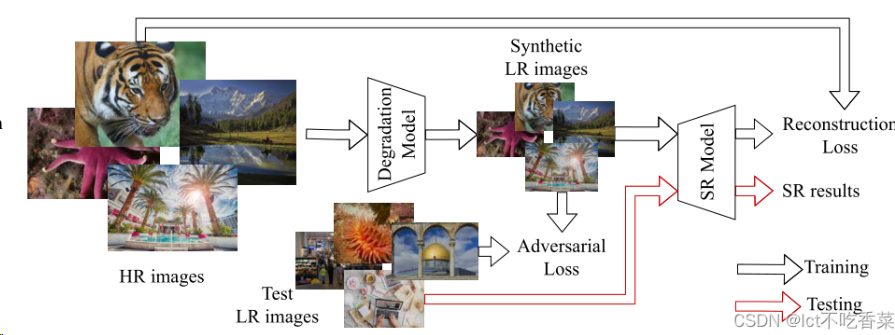 Synthetic
LR images
Degradation
Model
SR Model
Reconstruction
Loss
SR results
HR images
Adversarial
Loss
Test
LR images
Training
Testing
CSDN @lct不吃香菜